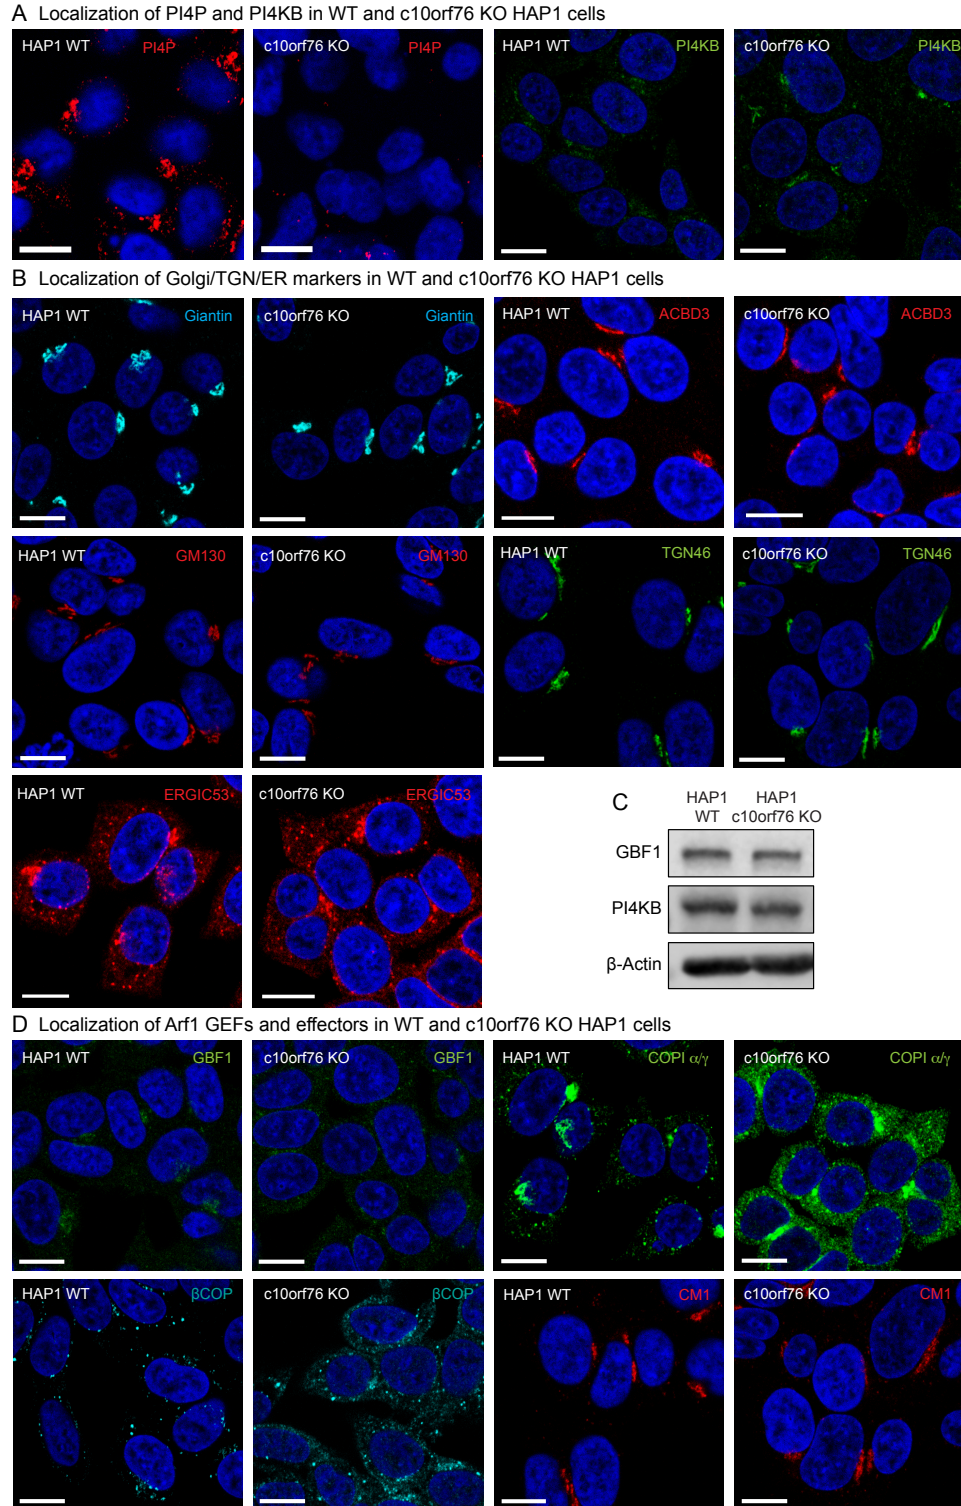 A Localization of PI4P and PI4KB in WT and c10orf76 KO HAP1 cells
HAP1 WT PI4P c10orf76 KO PI4P HAP1 WT PI4KB c10orf76 KO PI4KB
B Localization of Golgi/TGN/ER markers in WT and c10orf76 KO HAP1 cells
HAP1 WT Giantin c10orf76 KO Giantin HAP1 WT ACBD3 c10orf76 KO ACBD3
HAP1 WT GM130 c10orf76 KO GM130 HAP1 WT TGN46 c10orf76 KO TGN46
HAP1 WT ERGIC53 c10orf76 KO ERGIC53
C HAP1 HAP1
WT c10orf76 KO
GBF1
PI4KB
β-Actin
D Localization of Arf1 GEFs and effectors in WT and c10orf76 KO HAP1 cells
HAP1 WT GBF1 c10orf76 KO GBF1 HAP1 WT COPI α/γ c10orf76 KO COPI α/γ
HAP1 WT βCOP c10orf76 KO βCOP HAP1 WT CM1 c10orf76 KO CM1